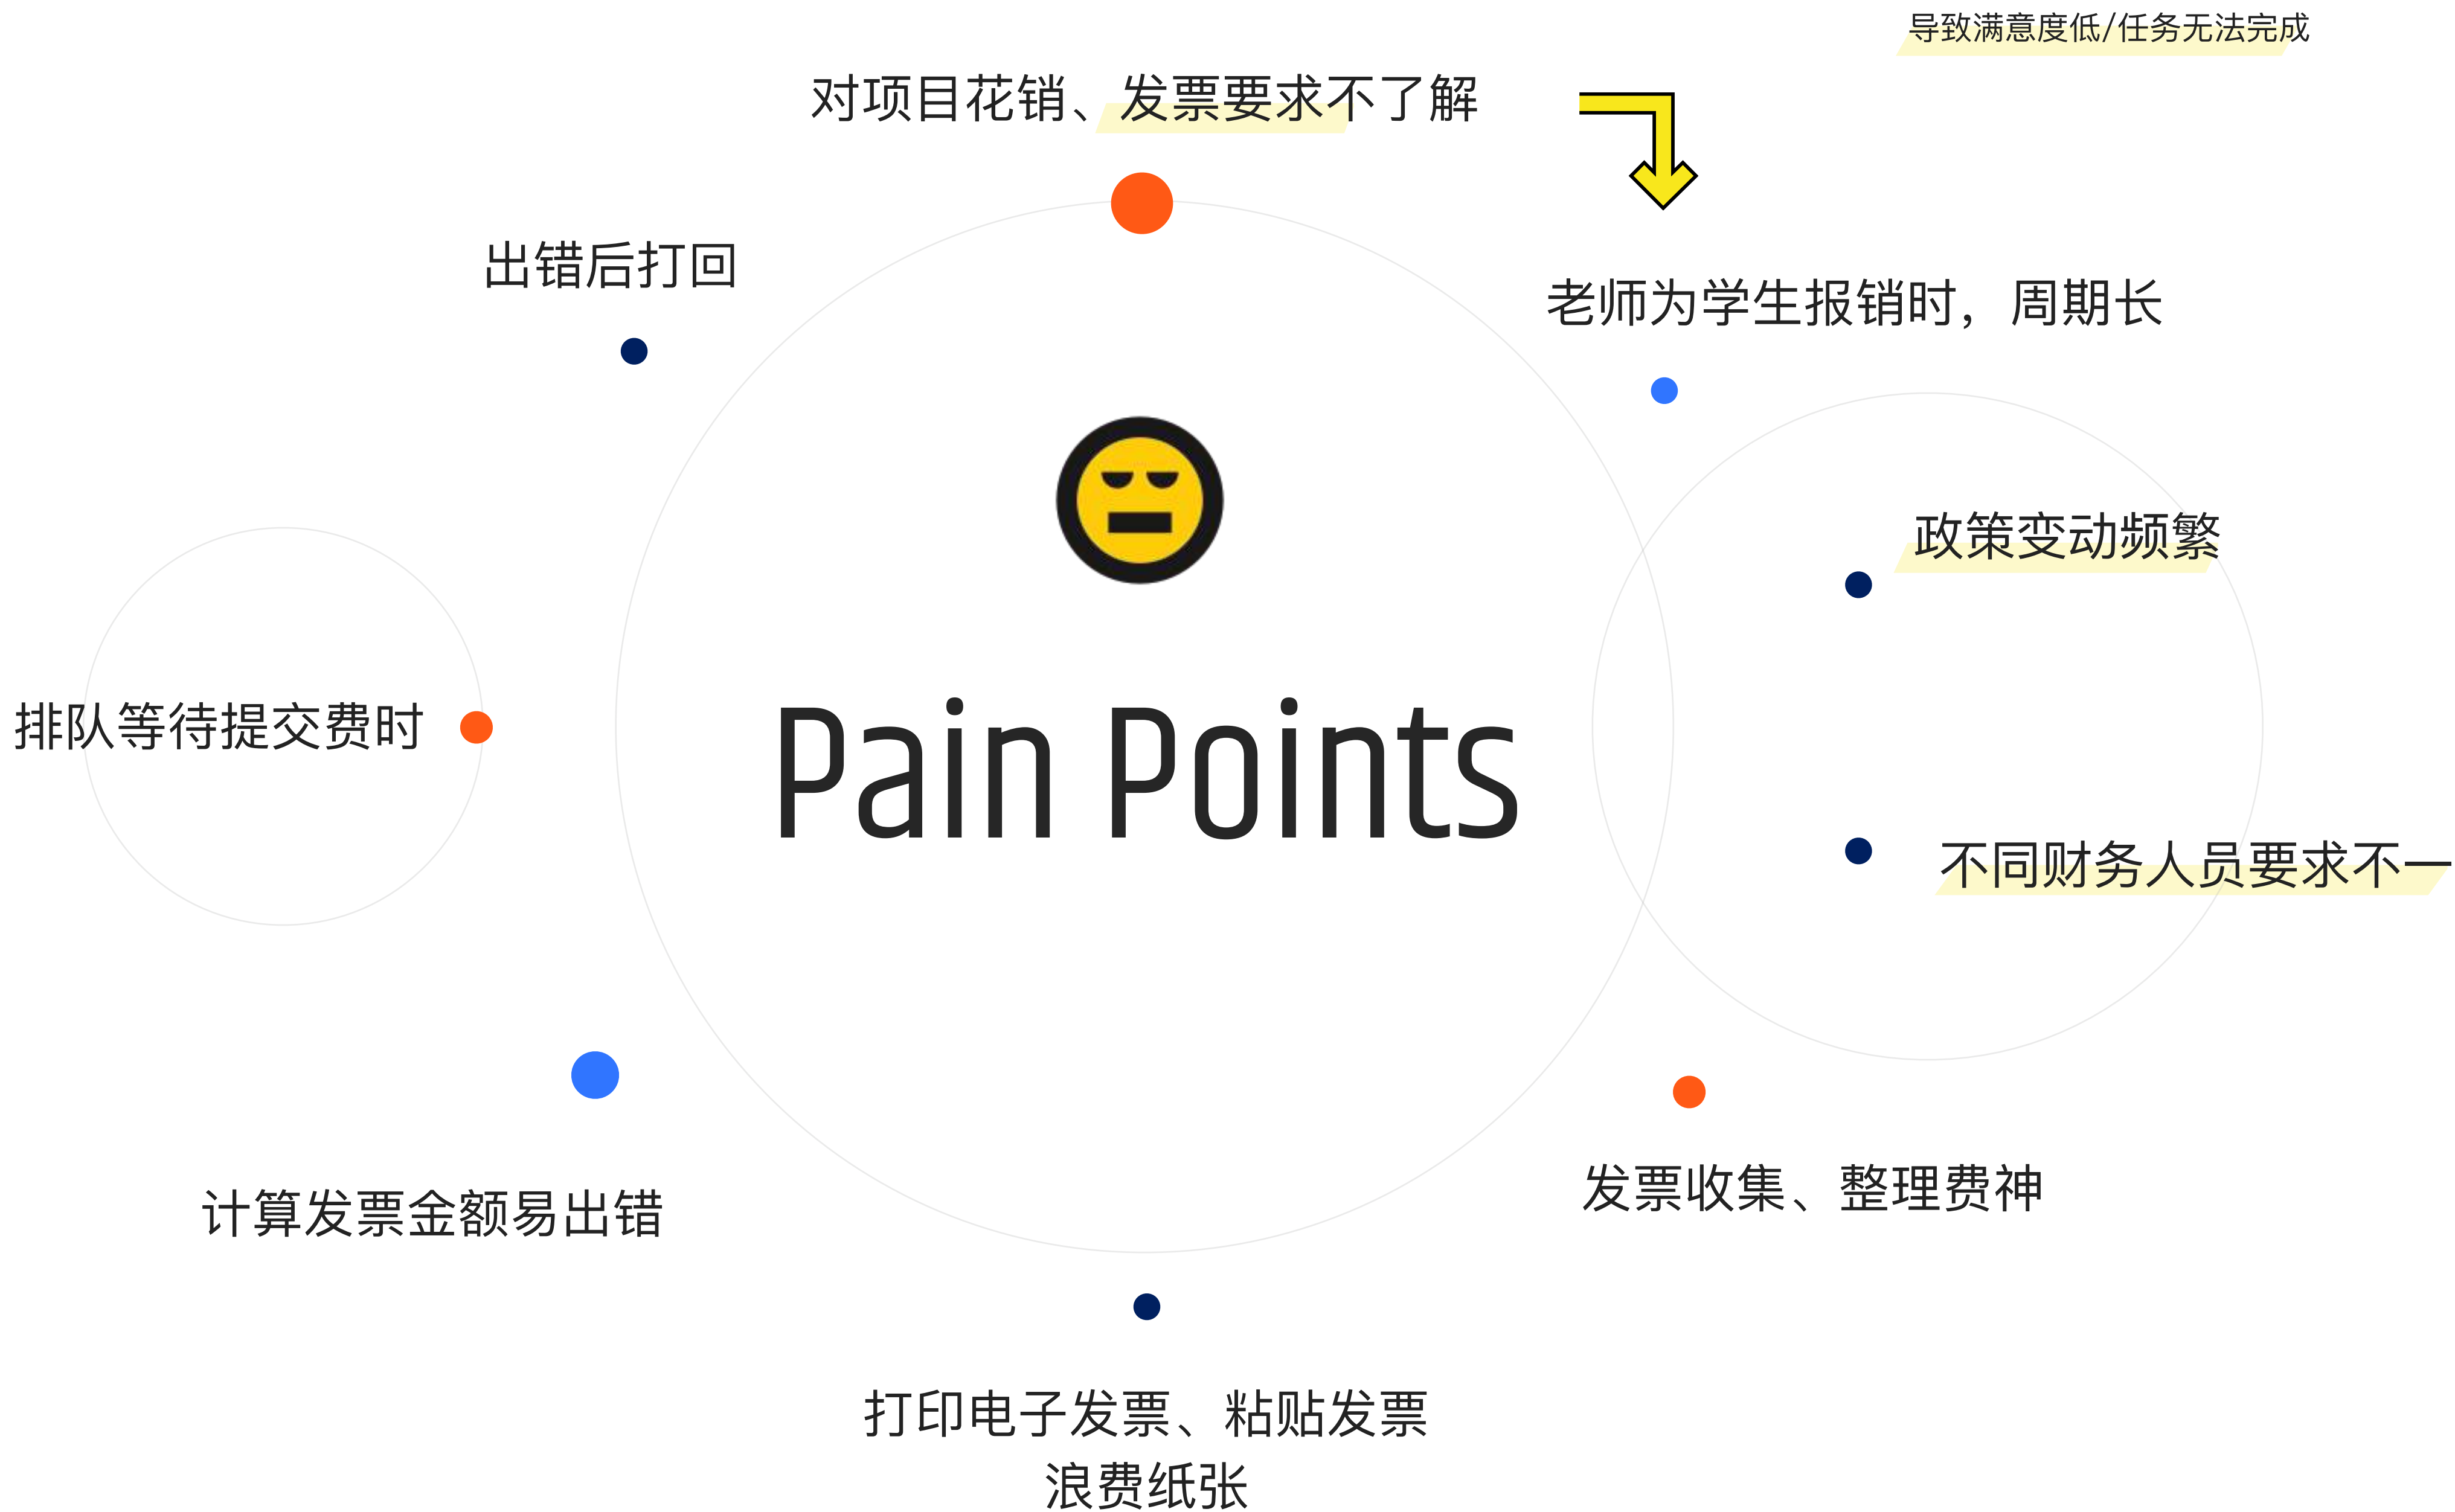 导致满意度低/任务无法完成
对项目花销、发票要求不了解
出错后打回
老师为学生报销时，周期长
政策变动频繁
排队等待提交费时
Pain Points
不同财务人员要求不一
计算发票金额易出错
发票收集、整理费神
打印电子发票、粘贴发票
浪费纸张